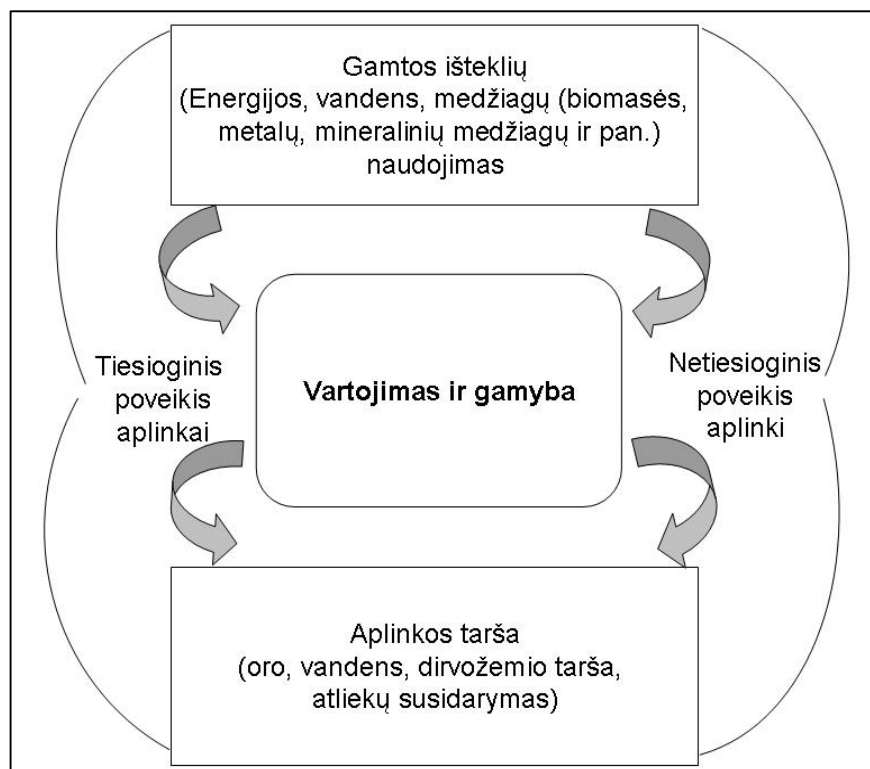 Gamtos išteklių
(Energijos, vandens, medžiagų (biomasės,
metalų, mineralinių medžiagų ir pan.)
naudojimas
Tiesioginis
poveikis
aplinkai
Vartojimas ir gamyba
Netiesioginis
poveikis
aplinki
Aplinkos tarša
(oro, vandens, dirvožemio tarša,
atliekų susidarymas)